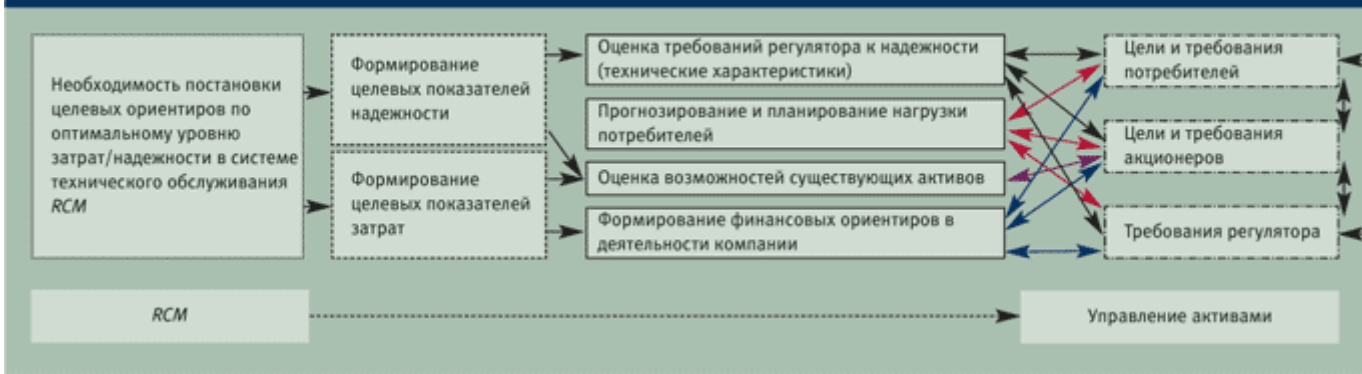 Необходимость постановки
целевых ориентиров по
оптимальному уровню
затрат/надежности в системе
технического обслуживания
RCM
Формирование
целевых показателей
надежности
Формирование
целевых показателей
затрат
Оценка требований регулятора к надежности
(технические характеристики)
Прогнозирование и планирование нагрузки
потребителей
Оценка возможностей существующих активов
Формирование финансовых ориентиров в
деятельности компании
Цели и требования
потребителей
Цели и требования
акционеров
Требования регулятора
RCM
Управление активами